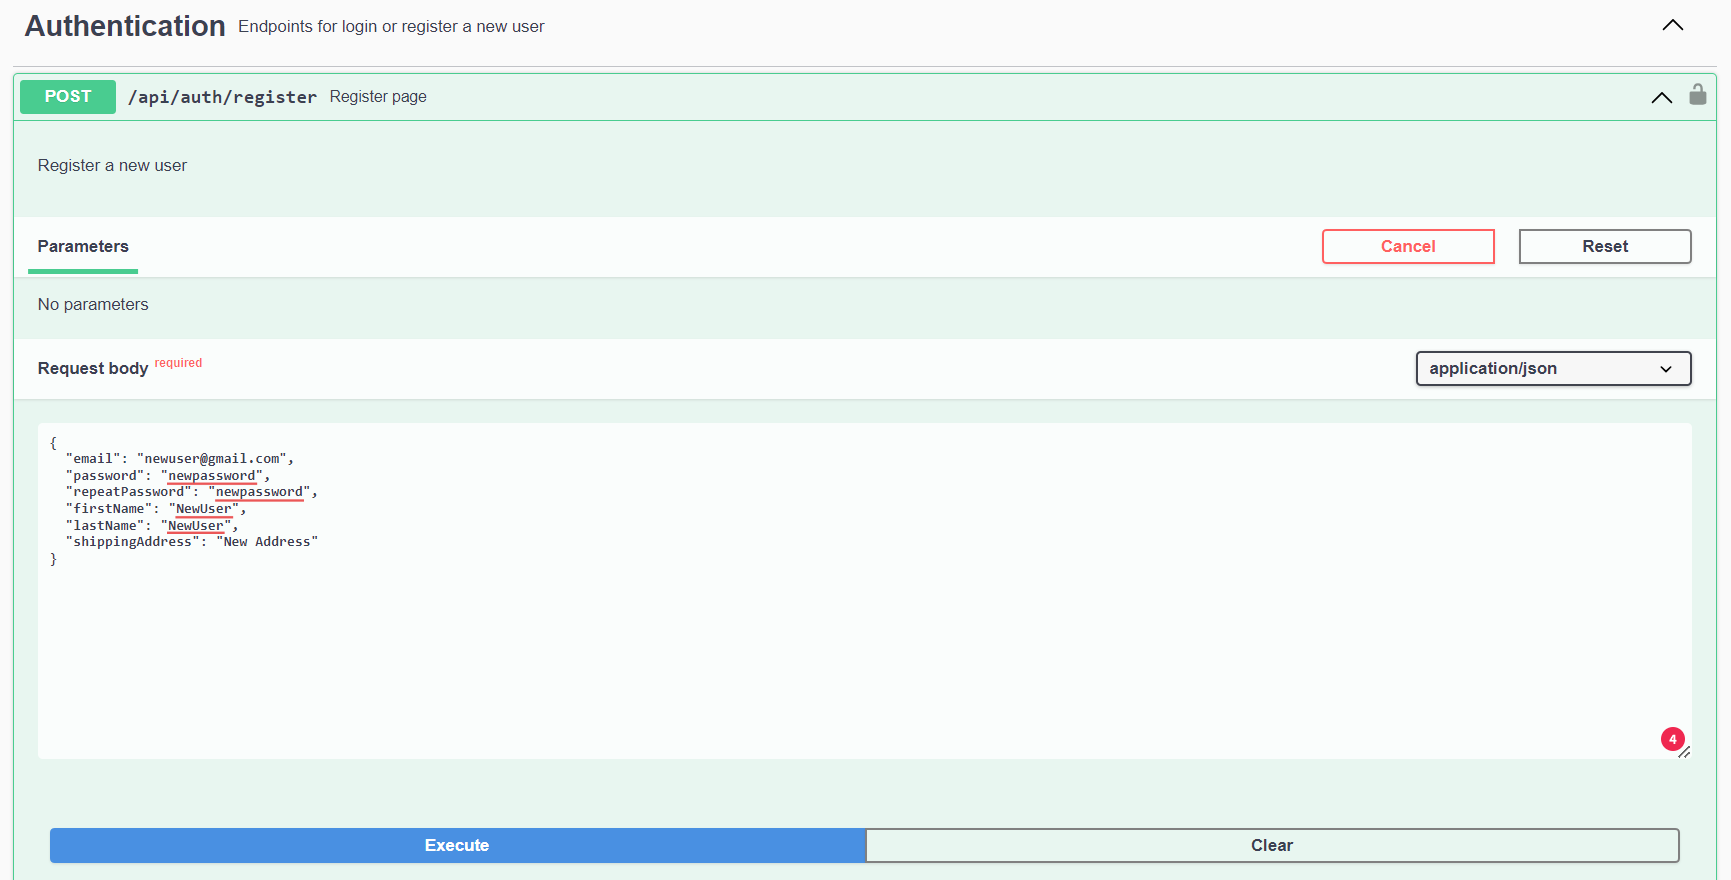 Authentication Endpoints for login or register a new user
POST /api/auth/register Register page
Register a new user
Parameters Cancel Reset
No parameters
Request body required application/json
{
  "email": "newuser@gmail.com",
  "password": "newpassword",
  "repeatPassword": "newpassword",
  "firstName": "NewUser",
  "lastName": "NewUser",
  "shippingAddress": "New Address"
}
4
Execute Clear